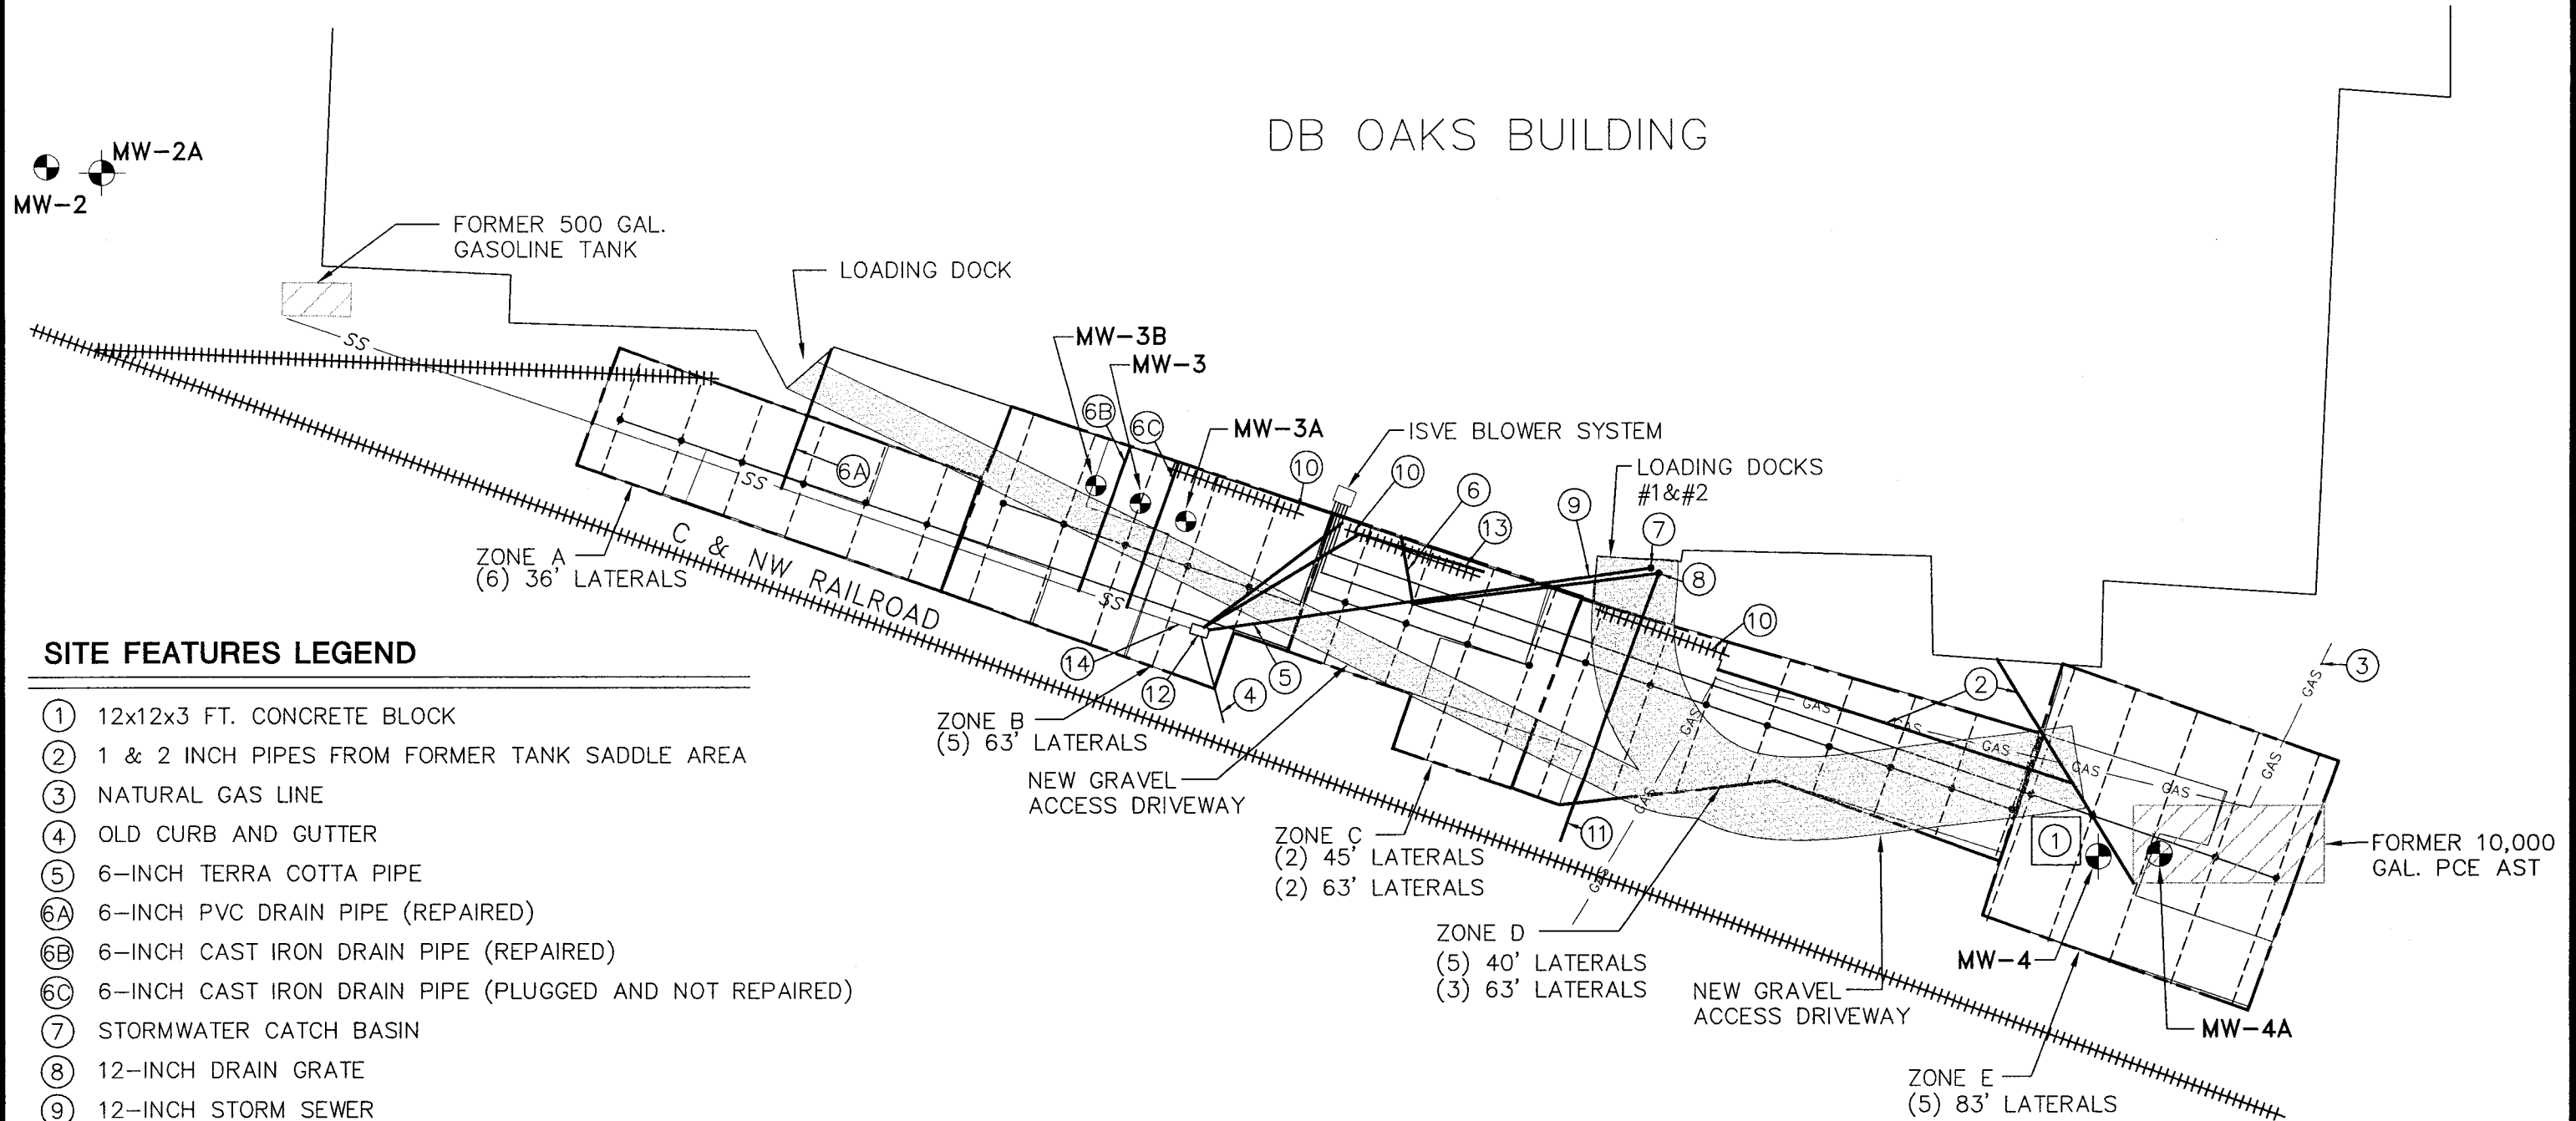 DB OAKS BUILDING
MW-2A
MW-2
FORMER 500 GAL.
GASOLINE TANK
LOADING DOCK
SS
MW-3B
MW-3
6B
6C
MW-3A
10
ISVE BLOWER SYSTEM
10
6
13
9
LOADING DOCKS
#1&#2
7
8
10
6A
SS
SS
C & NW RAILROAD
ZONE A
(6) 36' LATERALS
14
12
4
5
2
3
GAS
GAS
GAS
GAS
GAS
GAS
GAS
GAS
GAS
GAS
ZONE B
(5) 63' LATERALS
NEW GRAVEL
ACCESS DRIVEWAY
ZONE C
(2) 45' LATERALS
(2) 63' LATERALS
11
1
FORMER 10,000
GAL. PCE AST
ZONE D
(5) 40' LATERALS
(3) 63' LATERALS
MW-4
NEW GRAVEL
ACCESS DRIVEWAY
MW-4A
ZONE E
(5) 83' LATERALS
SITE FEATURES LEGEND
1 12x12x3 FT. CONCRETE BLOCK
2 1 & 2 INCH PIPES FROM FORMER TANK SADDLE AREA
3 NATURAL GAS LINE
4 OLD CURB AND GUTTER
5 6-INCH TERRA COTTA PIPE
6A 6-INCH PVC DRAIN PIPE (REPAIRED)
6B 6-INCH CAST IRON DRAIN PIPE (REPAIRED)
6C 6-INCH CAST IRON DRAIN PIPE (PLUGGED AND NOT REPAIRED)
7 STORMWATER CATCH BASIN
8 12-INCH DRAIN GRATE
9 12-INCH STORM SEWER